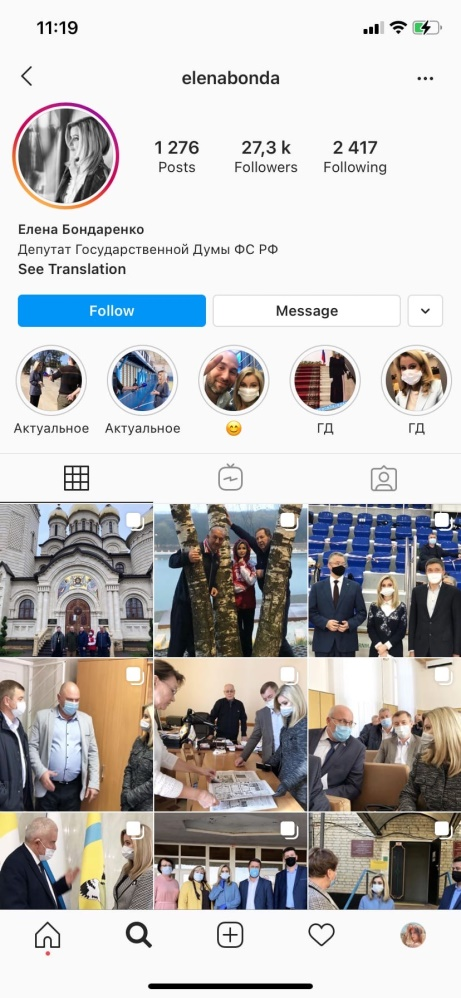 11:19
elenabonda
1 276
27,3 k
2 417
Posts
Followers
Following
Елена Бондаренко
Депутат Государственной Думы ФС РФ
See Translation
Follow
Message
Актуальное
Актуальное
😊
ГД
ГД